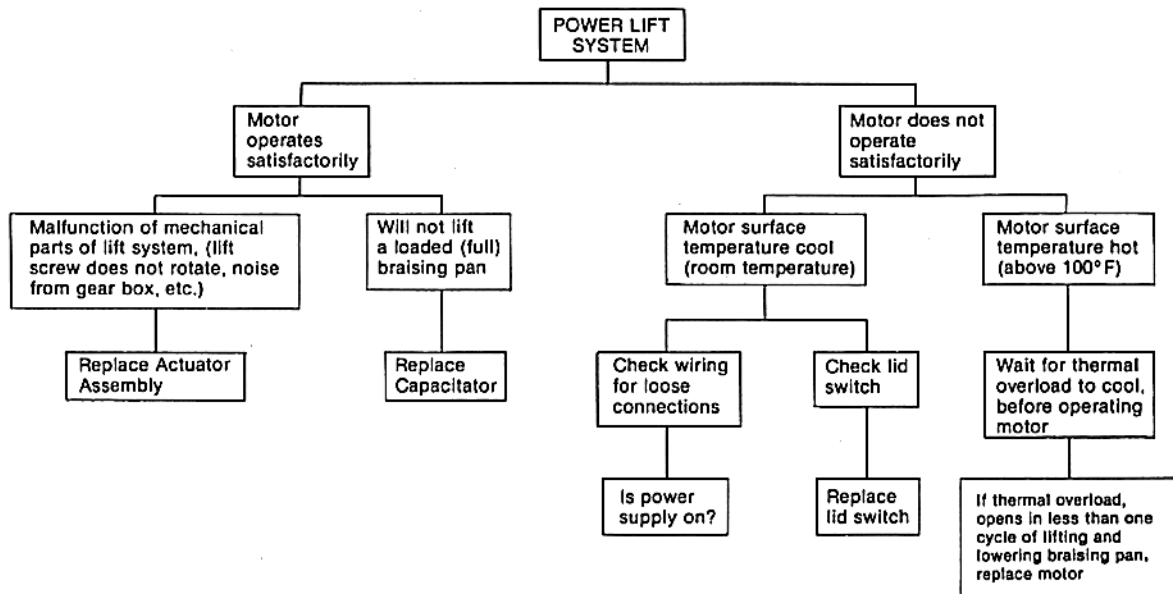 POWER LIFT
SYSTEM
Motor
operates
satisfactorily
Motor does not
operate
satisfactorily
Malfunction of mechanical
parts of lift system, (lift
screw does not rotate, noise
from gear box, etc.)
Will not lift
a loaded (full)
braising pan
Motor surface
temperature cool
(room temperature)
Motor surface
temperature hot
(above 100°F)
Replace Actuator
Assembly
Replace
Capacitator
Check wiring
for loose
connections
Check lid
switch
Wait for thermal
overload to cool,
before operating
motor
Is power
supply on?
Replace
lid switch
If thermal overload,
opens in less than one
cycle of lifting and
lowering braising pan,
replace motor